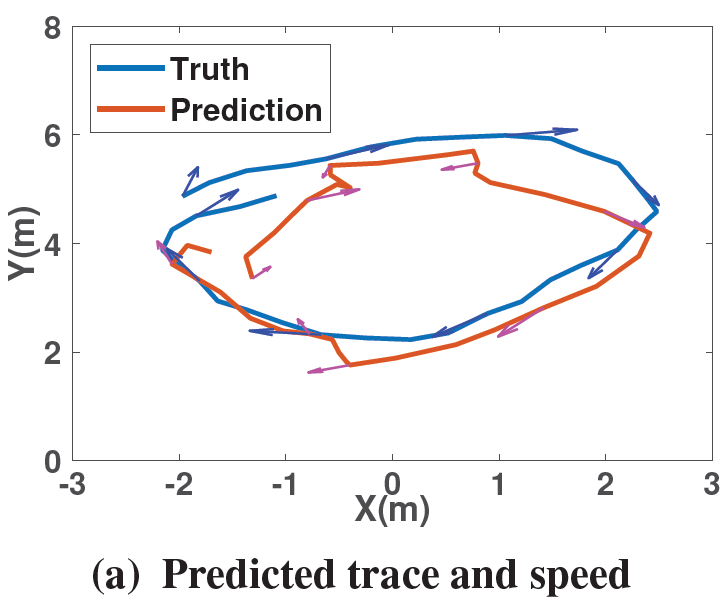 8
Truth
Prediction
6
4
2
0
Y(m)
-3 -2 -1 0 1 2 3
X(m)
(a) Predicted trace and speed